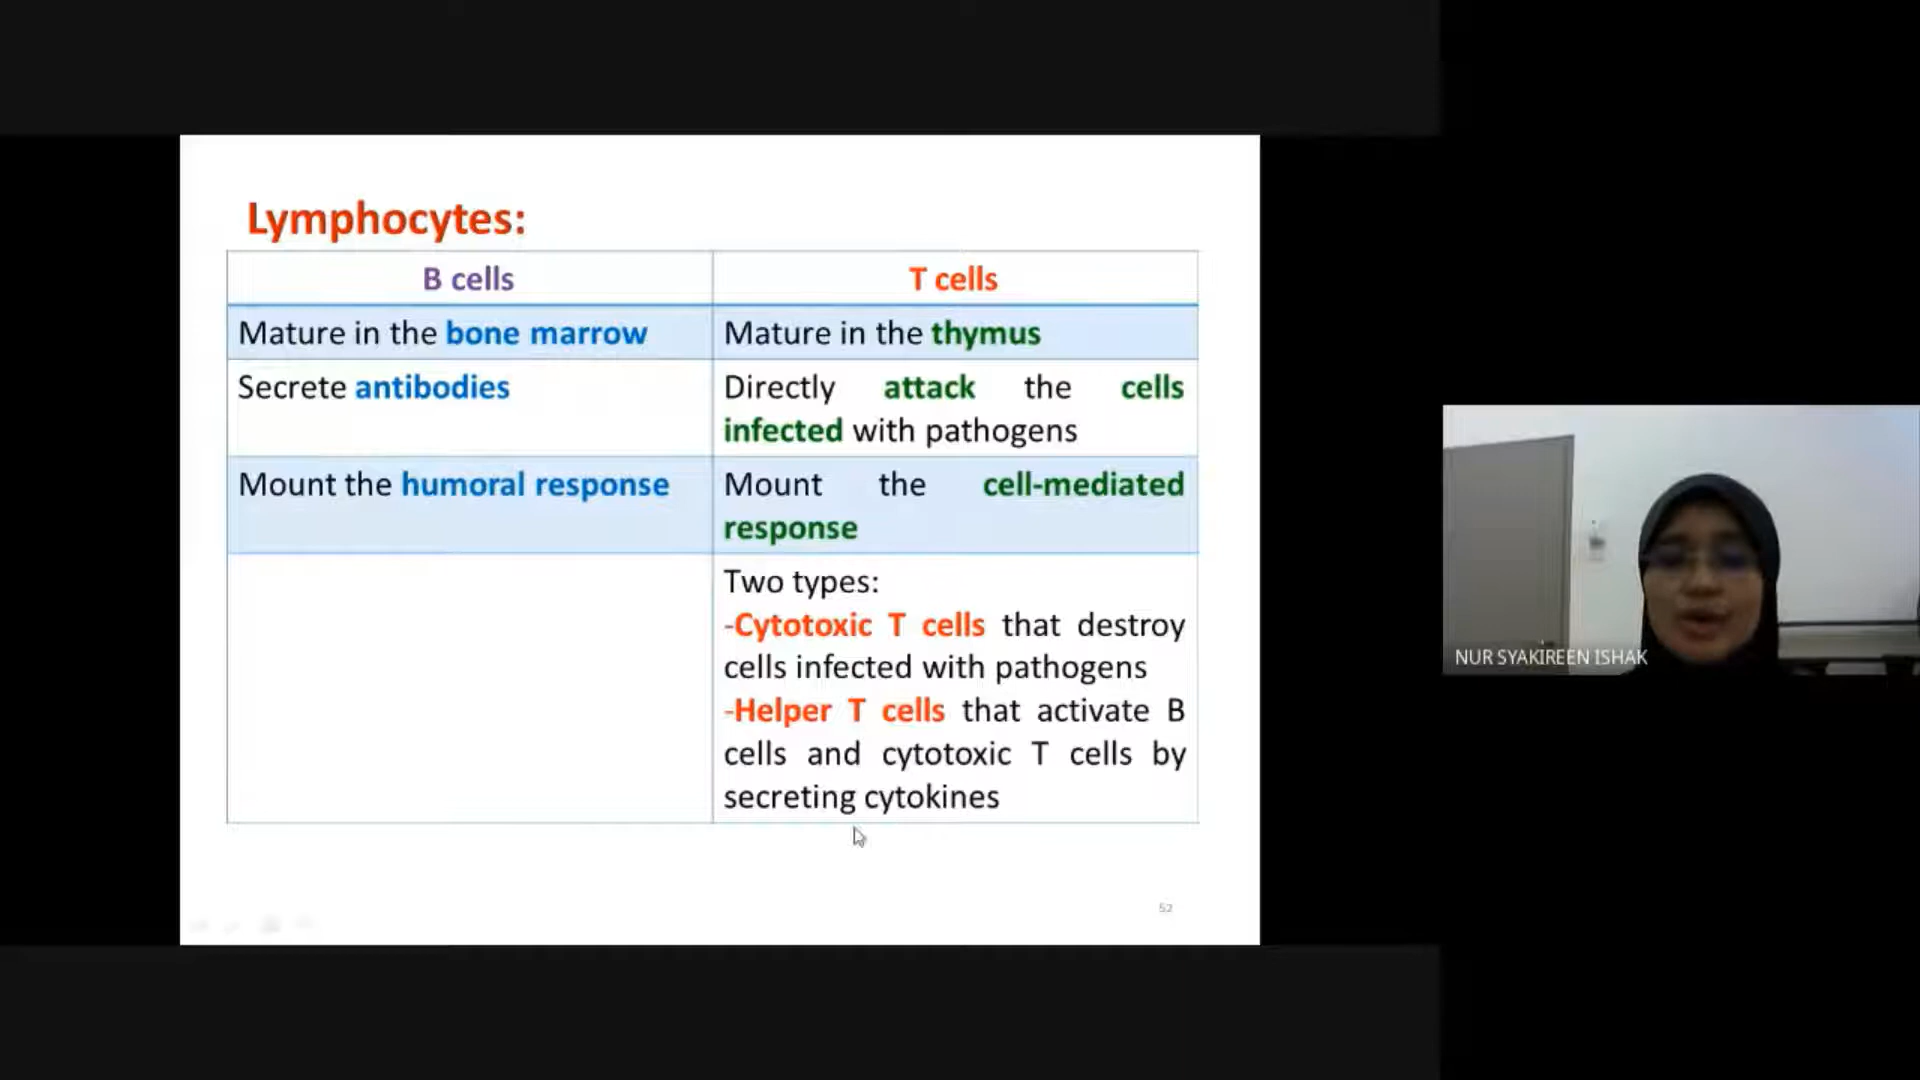 Lymphocytes:
B cells
T cells
Mature in the bone marrow
Mature in the thymus
Secrete antibodies
Directly attack the cells
infected with pathogens
Mount the humoral response
Mount the cell-mediated
response
Two types:
-Cytotoxic T cells that destroy
cells infected with pathogens
-Helper T cells that activate B
cells and cytotoxic T cells by
secreting cytokines
52
NUR SYAKIREEN ISHAK